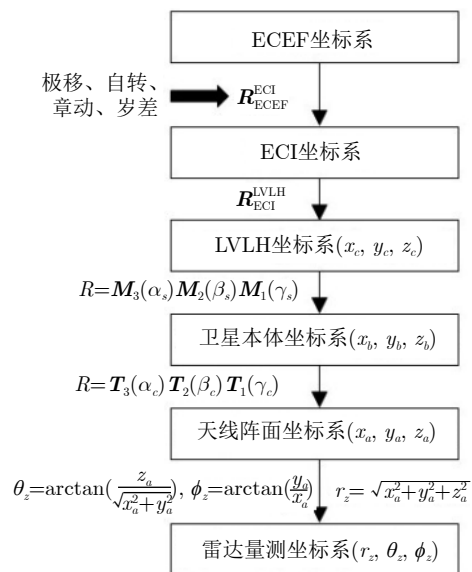 ECEF坐标系
极移、自转、
章动、岁差
R_ECEF^ECI
ECI坐标系
R_ECI^LVLH
LVLH坐标系(x_c, y_c, z_c)
R=M_3(α_s)M_2(β_s)M_1(γ_s)
卫星本体坐标系(x_b, y_b, z_b)
R=T_3(α_c)T_2(β_c)T_1(γ_c)
天线阵面坐标系(x_a, y_a, z_a)
θ_z=arctan(z_a/√(x_a^2+y_a^2)), ϕ_z=arctan(y_a/x_a) r_z=√(x_a^2+y_a^2+z_a^2)
雷达量测坐标系(r_z, θ_z, ϕ_z)